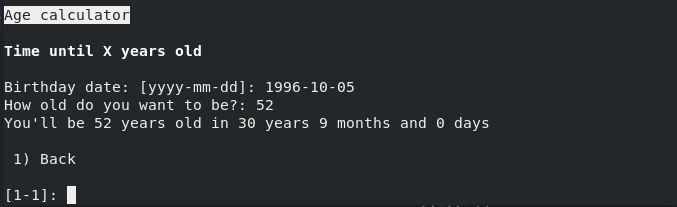 Age calculator
Time until X years old
Birthday date: [yyyy-mm-dd]: 1996-10-05
How old do you want to be?: 52
You'll be 52 years old in 30 years 9 months and 0 days
1) Back
[1-1]: